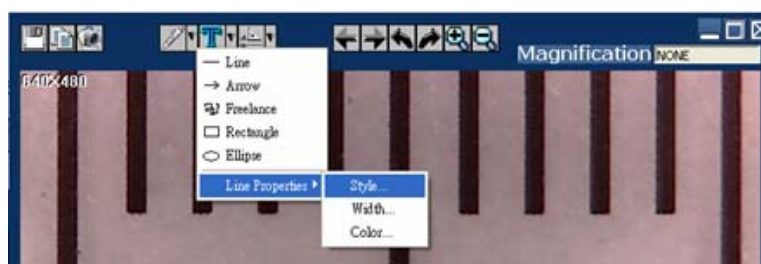 T
Magnification NONE
640X480
Line
Arrow
Freelance
Rectangle
Ellipse
Line Properties
Style...
Width...
Color...